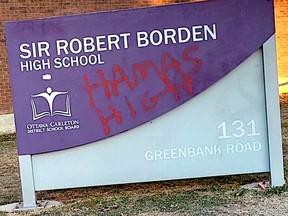 SIR ROBERT BORDEN
HIGH SCHOOL
HAMAS
HIGH
OTTAWA-CARLETON
DISTRICT SCHOOL BOARD
131
GREENBANK ROAD